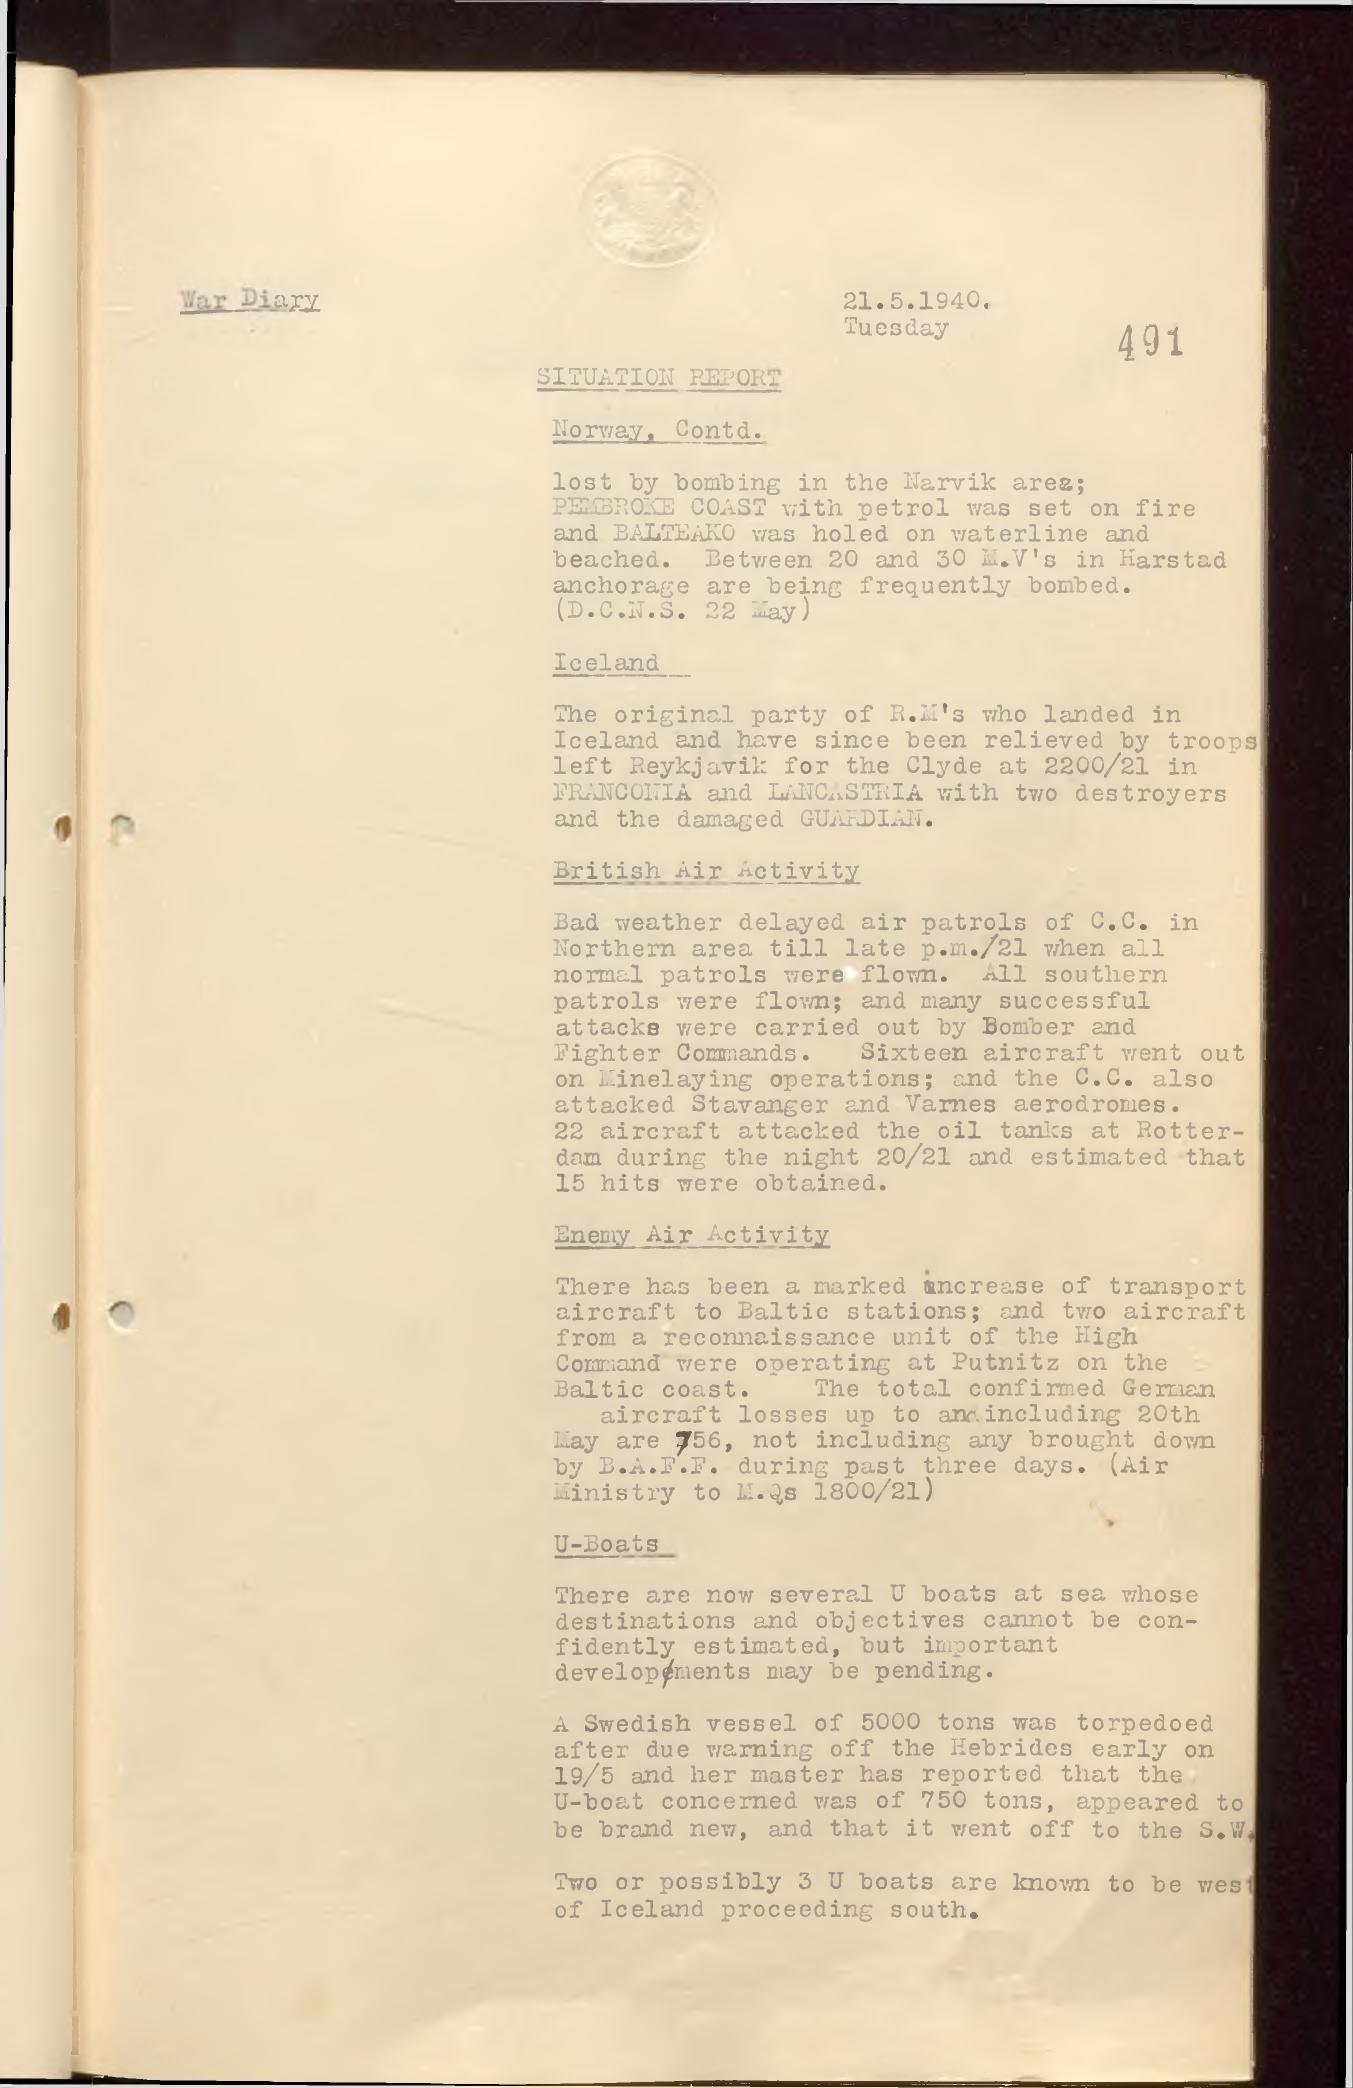 War Diary
21.5.1940.
Tuesday
491
SITUATION REPORT
Norway, Contd.
lost by bombing in the Narvik area;
PEMBROKE COAST with petrol was set on fire
and BALTEAKO was holed on waterline and
beached. Between 20 and 30 M.V's in Harstad
anchorage are being frequently bombed.
(D.C.N.S. 22 May)
Iceland
The original party of R.M's who landed in
Iceland and have since been relieved by troops
left Reykjavik for the Clyde at 2200/21 in
FRANCONIA and LANCASTRIA with two destroyers
and the damaged GUARDIAN.
British Air Activity
Bad weather delayed air patrols of C.C. in
Northern area till late p.m./21 when all
normal patrols were flown. All southern
patrols were flown; and many successful
attacks were carried out by Bomber and
Fighter Commands. Sixteen aircraft went out
on Minelaying operations; and the C.C. also
attacked Stavanger and Varnes aerodromes.
22 aircraft attacked the oil tanks at Rotter-
dam during the night 20/21 and estimated that
15 hits were obtained.
Enemy Air Activity
There has been a marked increase of transport
aircraft to Baltic stations; and two aircraft
from a reconnaissance unit of the High
Command were operating at Putnitz on the
Baltic coast. The total confirmed German
aircraft losses up to and including 20th
May are 756, not including any brought down
by B.A.F.F. during past three days. (Air
Ministry to H.Qs 1800/21)
U-Boats
There are now several U boats at sea whose
destinations and objectives cannot be con-
fidently estimated, but important
developments may be pending.
A Swedish vessel of 5000 tons was torpedoed
after due warning off the Hebrides early on
19/5 and her master has reported that the
U-boat concerned was of 750 tons, appeared to
be brand new, and that it went off to the S.W.
Two or possibly 3 U boats are known to be west
of Iceland proceeding south.